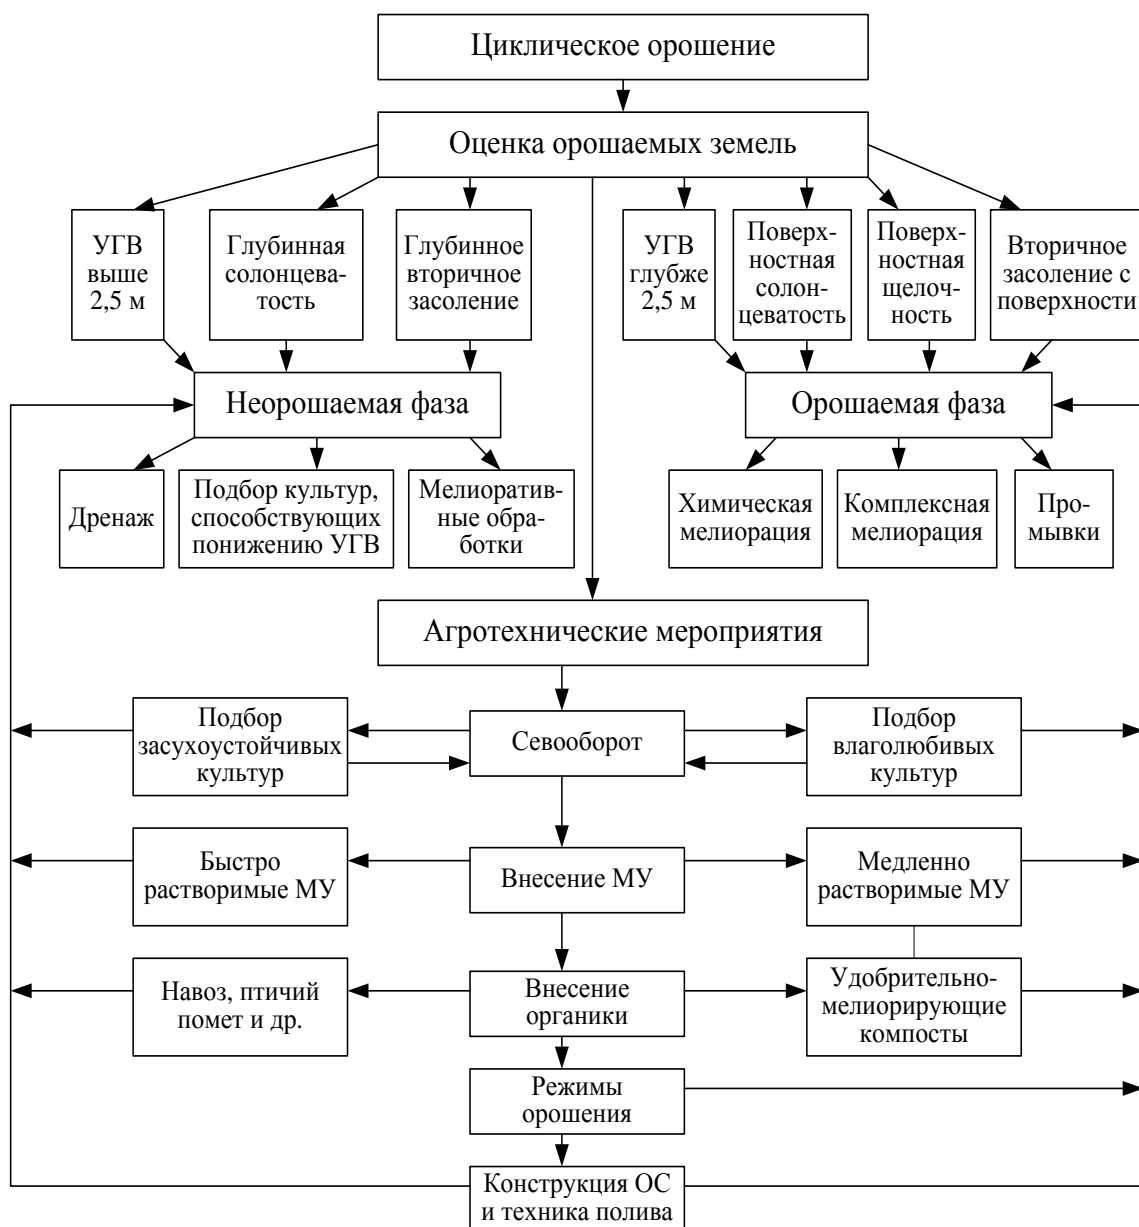 Циклическое орошение
Оценка орошаемых земель
УГВ
выше
2,5 м
Глубинная
солонцева-
тость
Глубинное
вторичное
засоление
УГВ
глубже
2,5 м
Поверх-
ностная
солон-
цеватость
Поверх-
ностная
щелоч-
ность
Вторичное
засоление с
поверхности
Неорошаемая фаза
Орошаемая фаза
Дренаж
Подбор культур,
способствующих
понижению УГВ
Мелиоратив-
ные обра-
ботки
Химическая
мелиорация
Комплексная
мелиорация
Про-
мывки
Агротехнические мероприятия
Подбор
засухоустойчивых
культур
Севооборот
Подбор
влаголюбивых
культур
Быстро
растворимые МУ
Внесение МУ
Медленно
растворимые МУ
Навоз, птичий
помет и др.
Внесение
органики
Удобрительно-
мелиорирующие
компосты
Режимы
орошения
Конструкция ОС
и техника полива